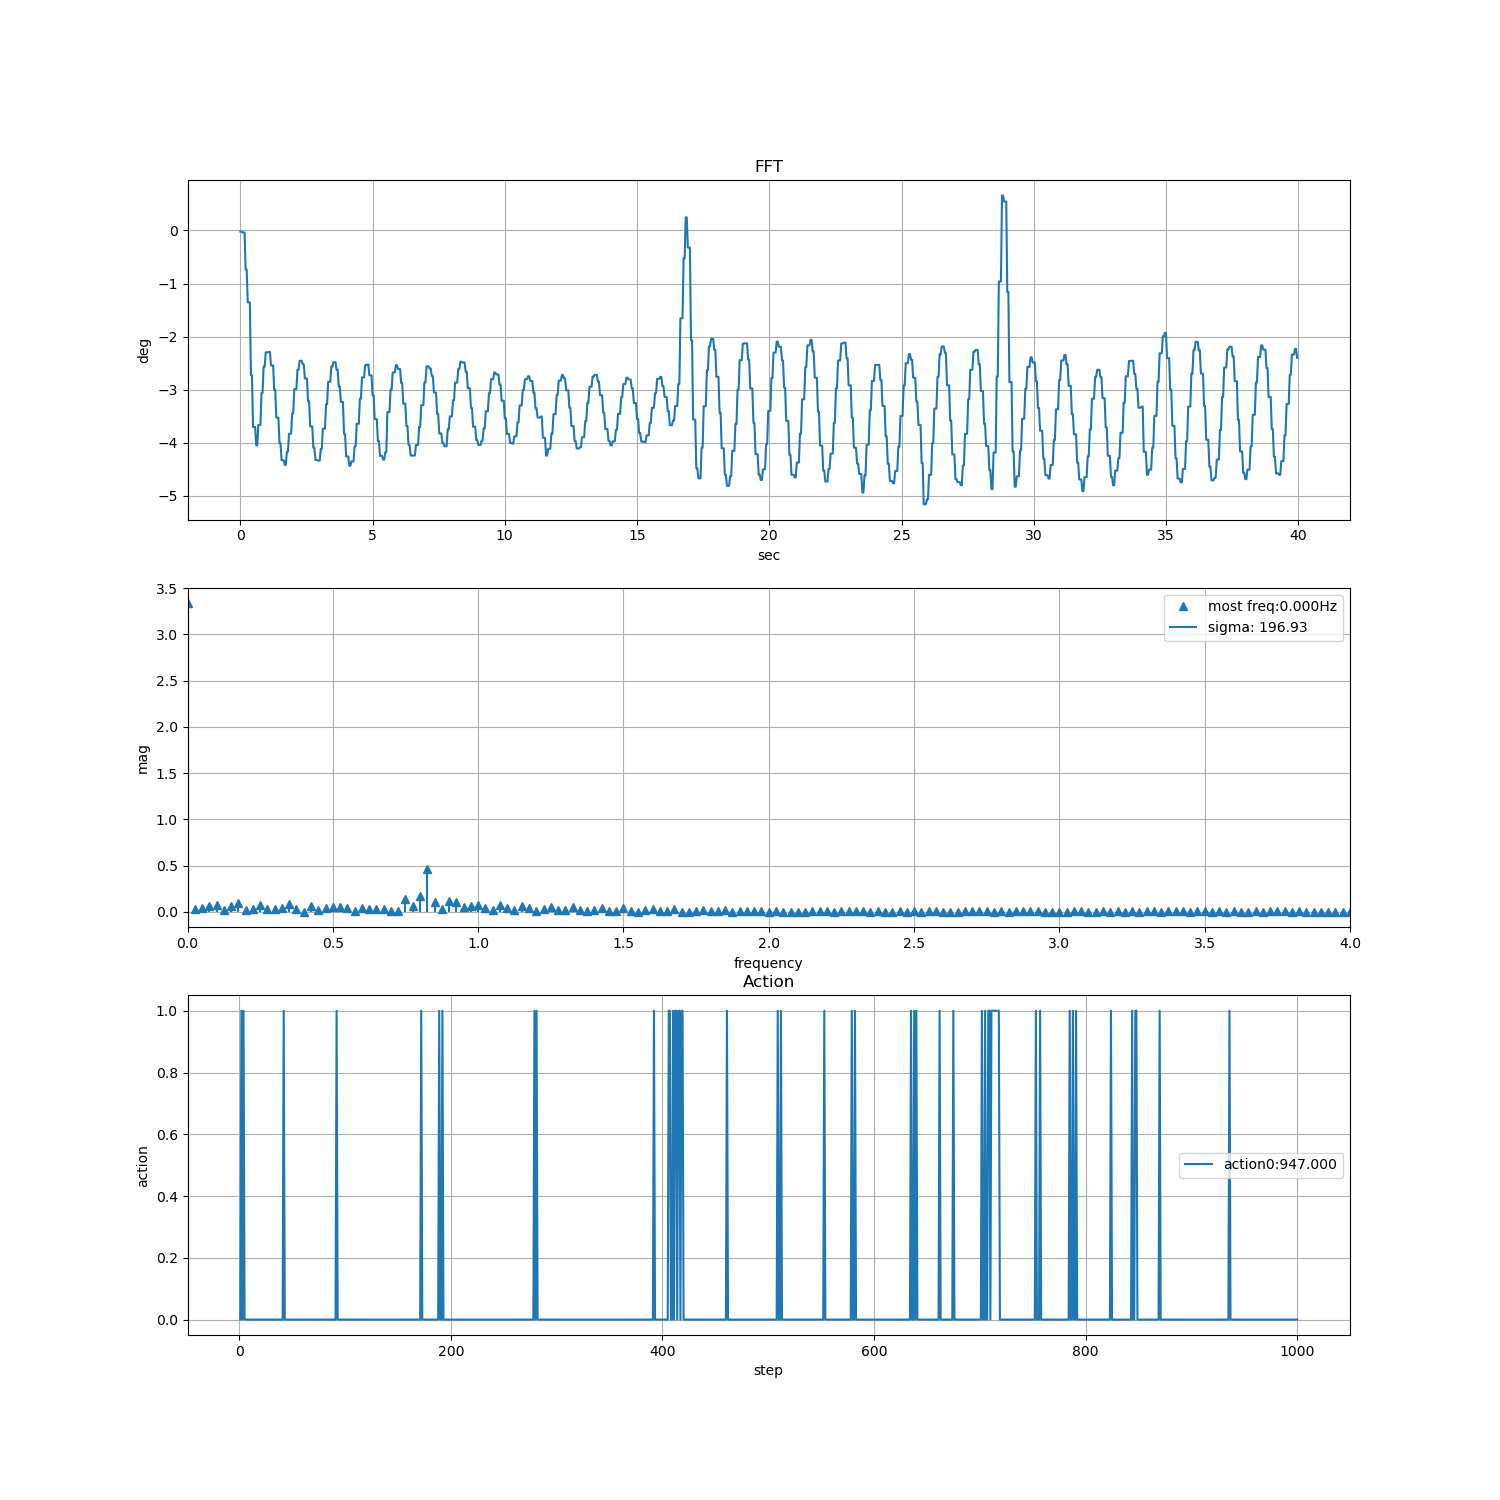 FFT
0
−1
−2
−3
−4
−5
deg
0 5 10 15 20 25 30 35 40
sec
3.5
3.0
2.5
2.0
1.5
1.0
0.5
0.0
mag
most freq:0.000Hz
sigma: 196.93
0.0 0.5 1.0 1.5 2.0 2.5 3.0 3.5 4.0
frequency
Action
1.0
0.8
0.6
0.4
0.2
0.0
action
action0:947.000
0 200 400 600 800 1000
step